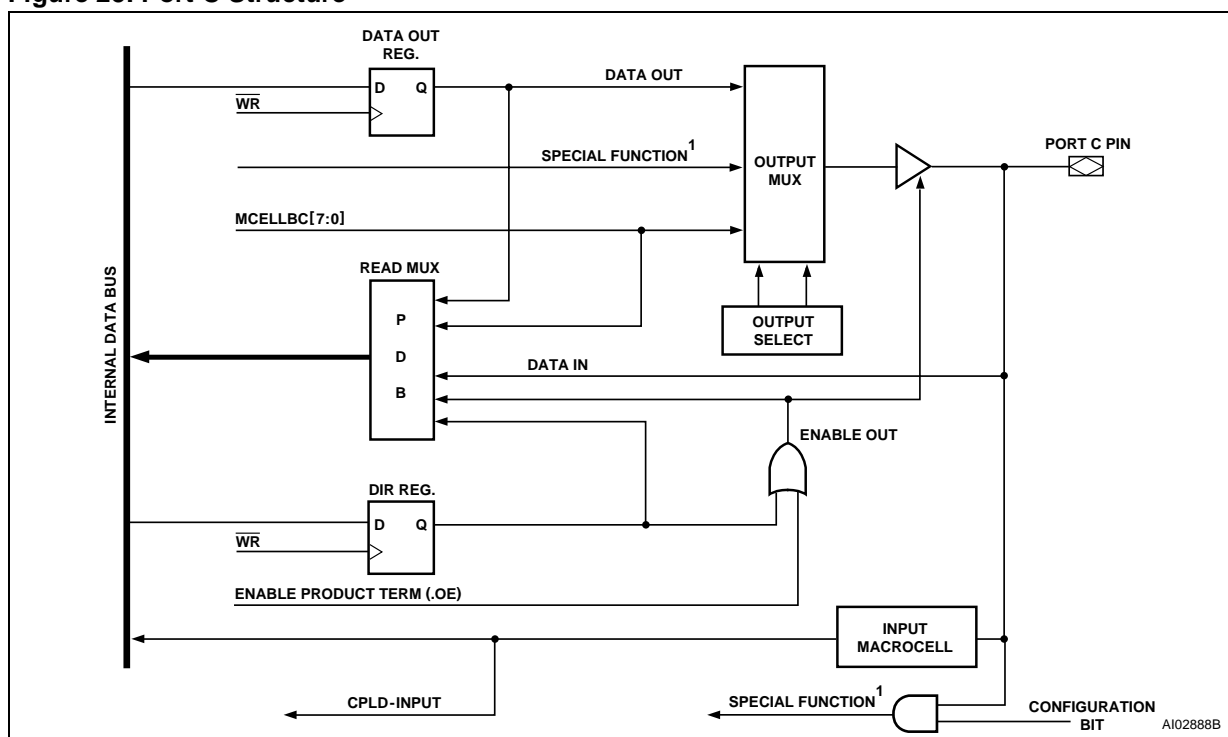 Figure 28. Port C Structure
DATA OUT
REG.
D Q
WR
DATA OUT
SPECIAL FUNCTION1
OUTPUT
MUX
PORT C PIN
MCELLBC[7:0]
READ MUX
P
D
B
OUTPUT
SELECT
DATA IN
ENABLE OUT
INTERNAL DATA BUS
DIR REG.
D Q
WR
ENABLE PRODUCT TERM (.OE)
INPUT
MACROCELL
CPLD-INPUT
SPECIAL FUNCTION1
CONFIGURATION
BIT
AI02888B